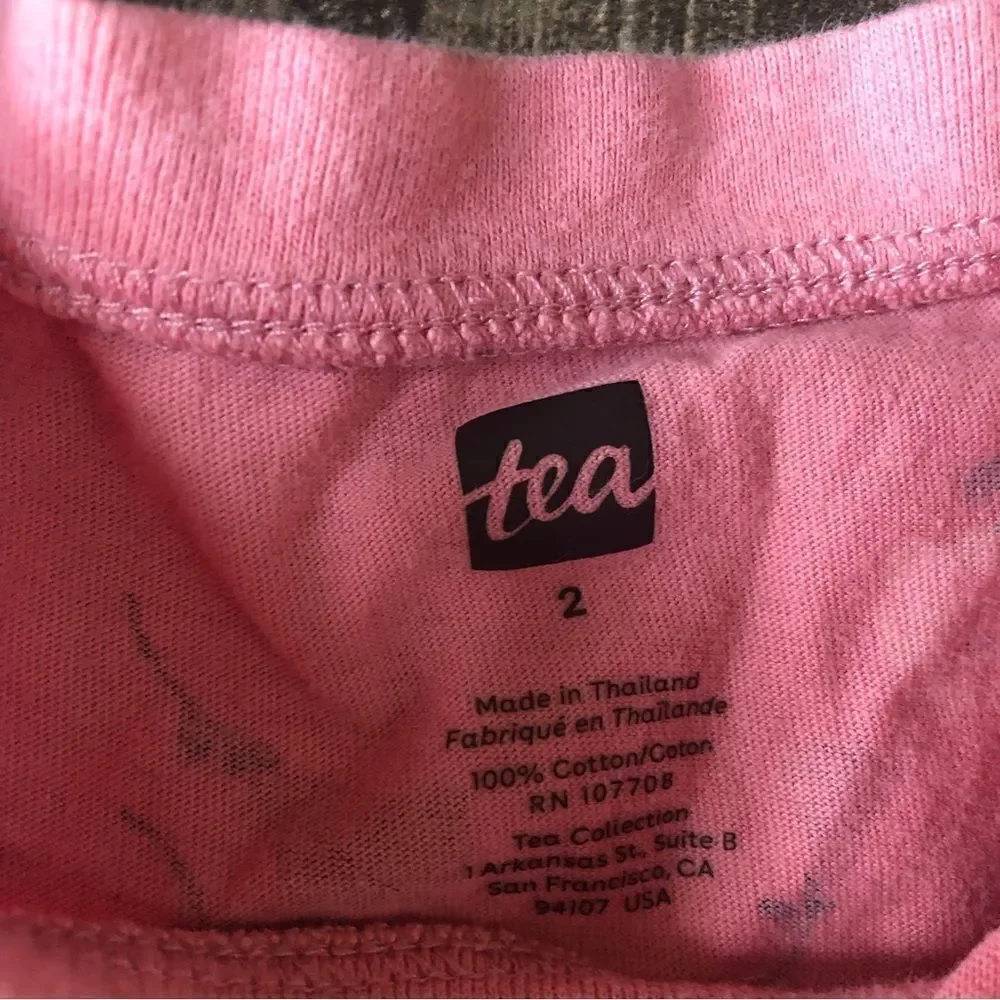 tea
2
Made in Thailand
Fabriqué en Thaïlande
100% Cotton/Coton
RN 107708
Tea Collection
1 Arkansas St. Suite B
San Francisco, CA
94107 USA